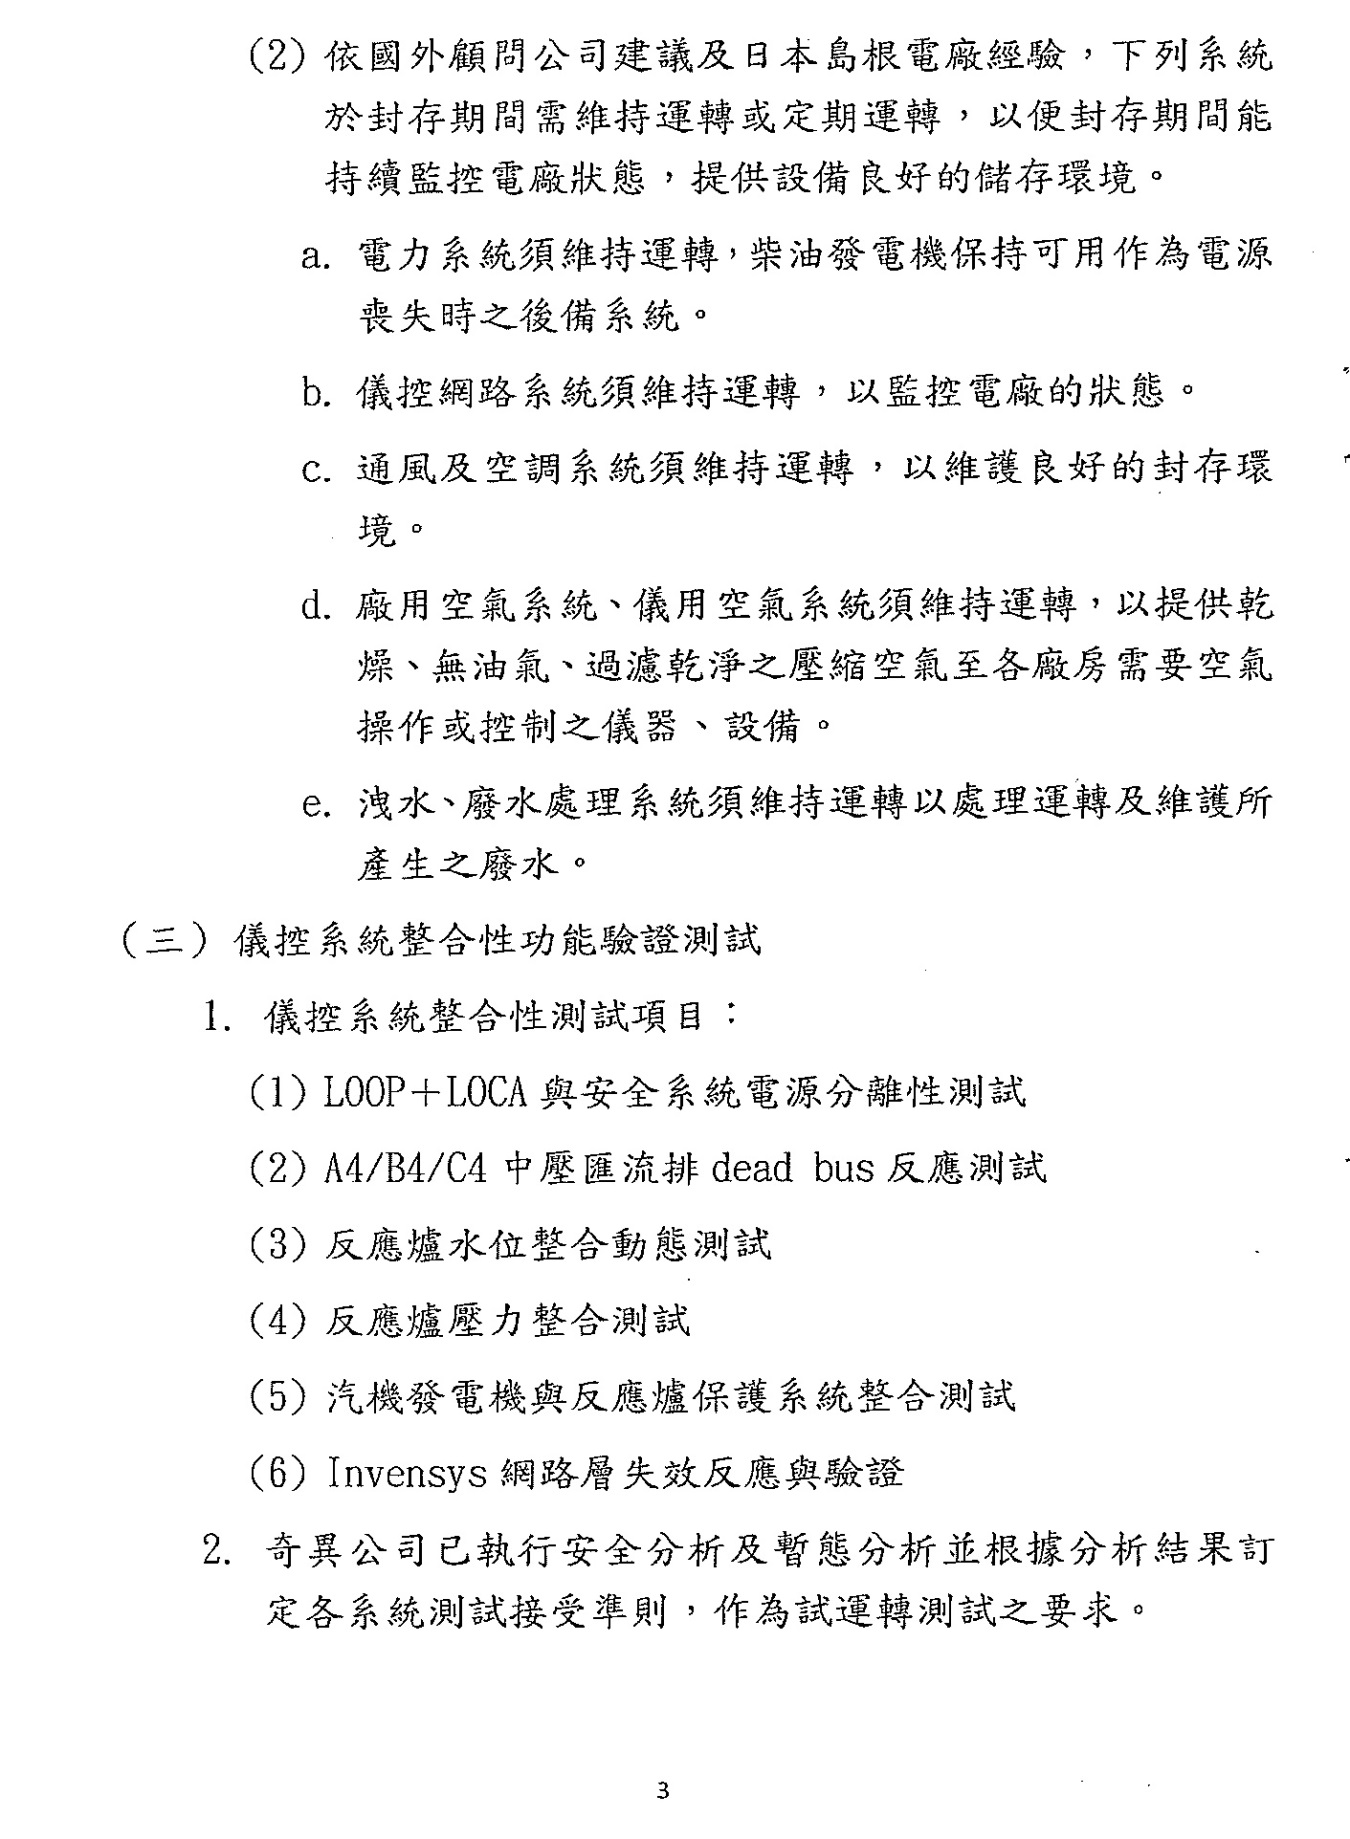 (2) 依國外顧問公司建議及日本島根電廠經驗，下列系統
於封存期間需維持運轉或定期運轉，以便封存期間能
持續監控電廠狀態，提供設備良好的儲存環境。
a. 電力系統須維持運轉，柴油發電機保持可用作為電源
喪失時之後備系統。
b. 儀控網路系統須維持運轉，以監控電廠的狀態。
c. 通風及空調系統須維持運轉，以維護良好的封存環
境。
d. 廠用空氣系統、儀用空氣系統須維持運轉，以提供乾
燥、無油氣、過濾乾淨之壓縮空氣至各廠房需要空氣
操作或控制之儀器、設備。
e. 洩水、廢水處理系統須維持運轉以處理運轉及維護所
產生之廢水。
（三）儀控系統整合性功能驗證測試
1. 儀控系統整合性測試項目：
(1) LOOP＋LOCA 與安全系統電源分離性測試
(2) A4/B4/C4 中壓匯流排 dead bus 反應測試
(3) 反應爐水位整合動態測試
(4) 反應爐壓力整合測試
(5) 汽機發電機與反應爐保護系統整合測試
(6) Invensys 網路層失效反應與驗證
2. 奇異公司已執行安全分析及暫態分析並根據分析結果訂
定各系統測試接受準則，作為試運轉測試之要求。
3